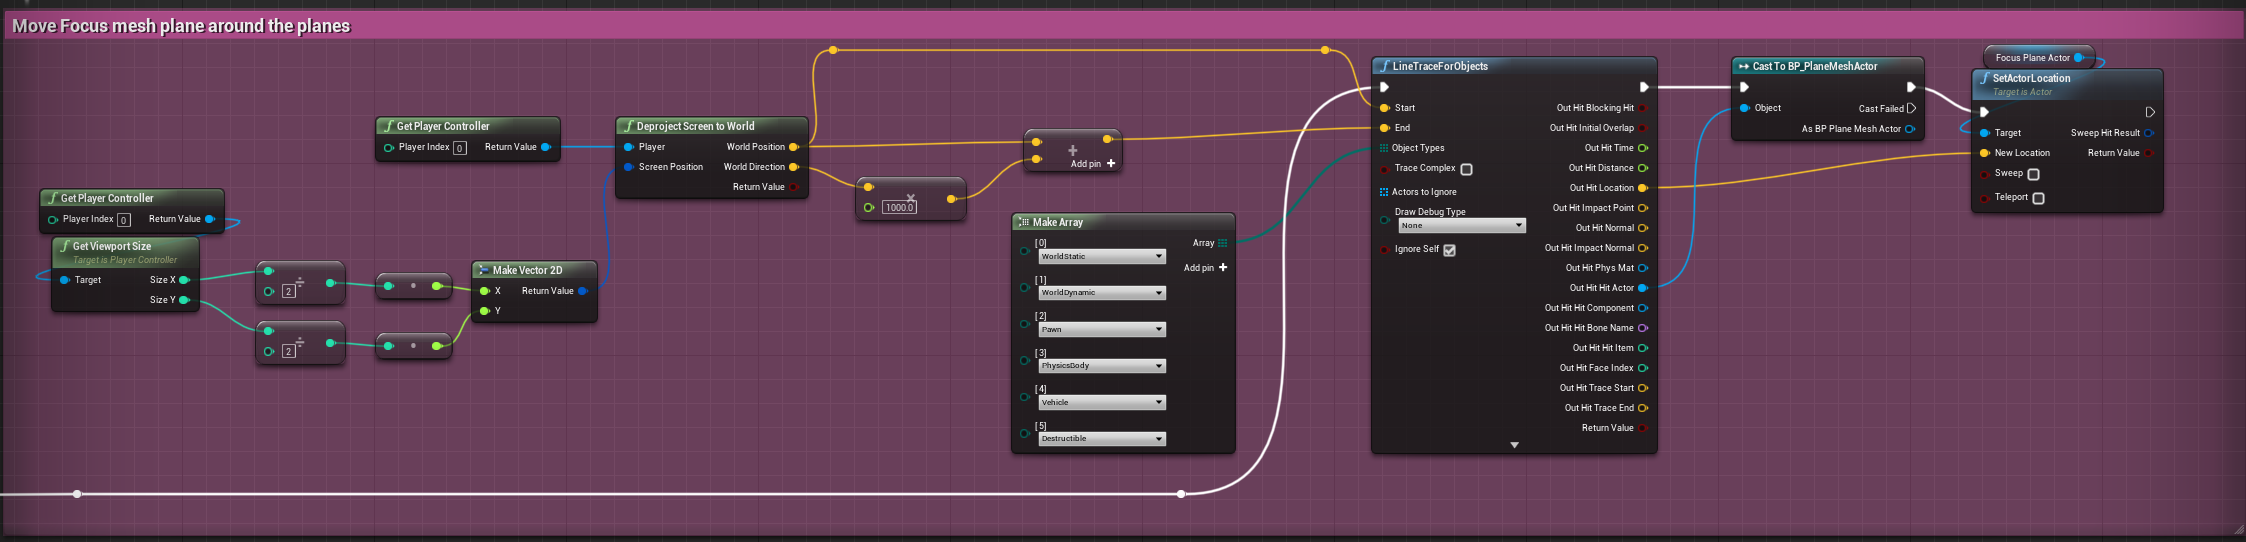 Move Focus mesh plane around the planes
Get Player Controller
Player Index 0 Return Value
Get Viewport Size
Target is Player Controller
Target Size X
Size Y
2
2
Get Player Controller
Player Index 0 Return Value
Make Vector 2D
X Return Value
Y
Deproject Screen to World
Player World Position
Screen Position World Direction
Return Value
1000.0
Add pin
Make Array
[0] Array
WorldStatic
Add pin
[1]
WorldDynamic
[2]
Pawn
[3]
PhysicsBody
[4]
Vehicle
[5]
Destructible
LineTraceForObjects
Start Out Hit Blocking Hit
End Out Hit Initial Overlap
Object Types Out Hit Time
Trace Complex Out Hit Distance
Actors to Ignore Out Hit Location
Draw Debug Type Out Hit Impact Point
None Out Hit Normal
Ignore Self Out Hit Impact Normal
Out Hit Phys Mat
Out Hit Hit Actor
Out Hit Hit Component
Out Hit Hit Bone Name
Out Hit Hit Item
Out Hit Face Index
Out Hit Trace Start
Out Hit Trace End
Return Value
Cast To BP_PlaneMeshActor
Object Cast Failed
As BP Plane Mesh Actor
Focus Plane Actor
SetActorLocation
Target is Actor
Target Sweep Hit Result
New Location Return Value
Sweep
Teleport